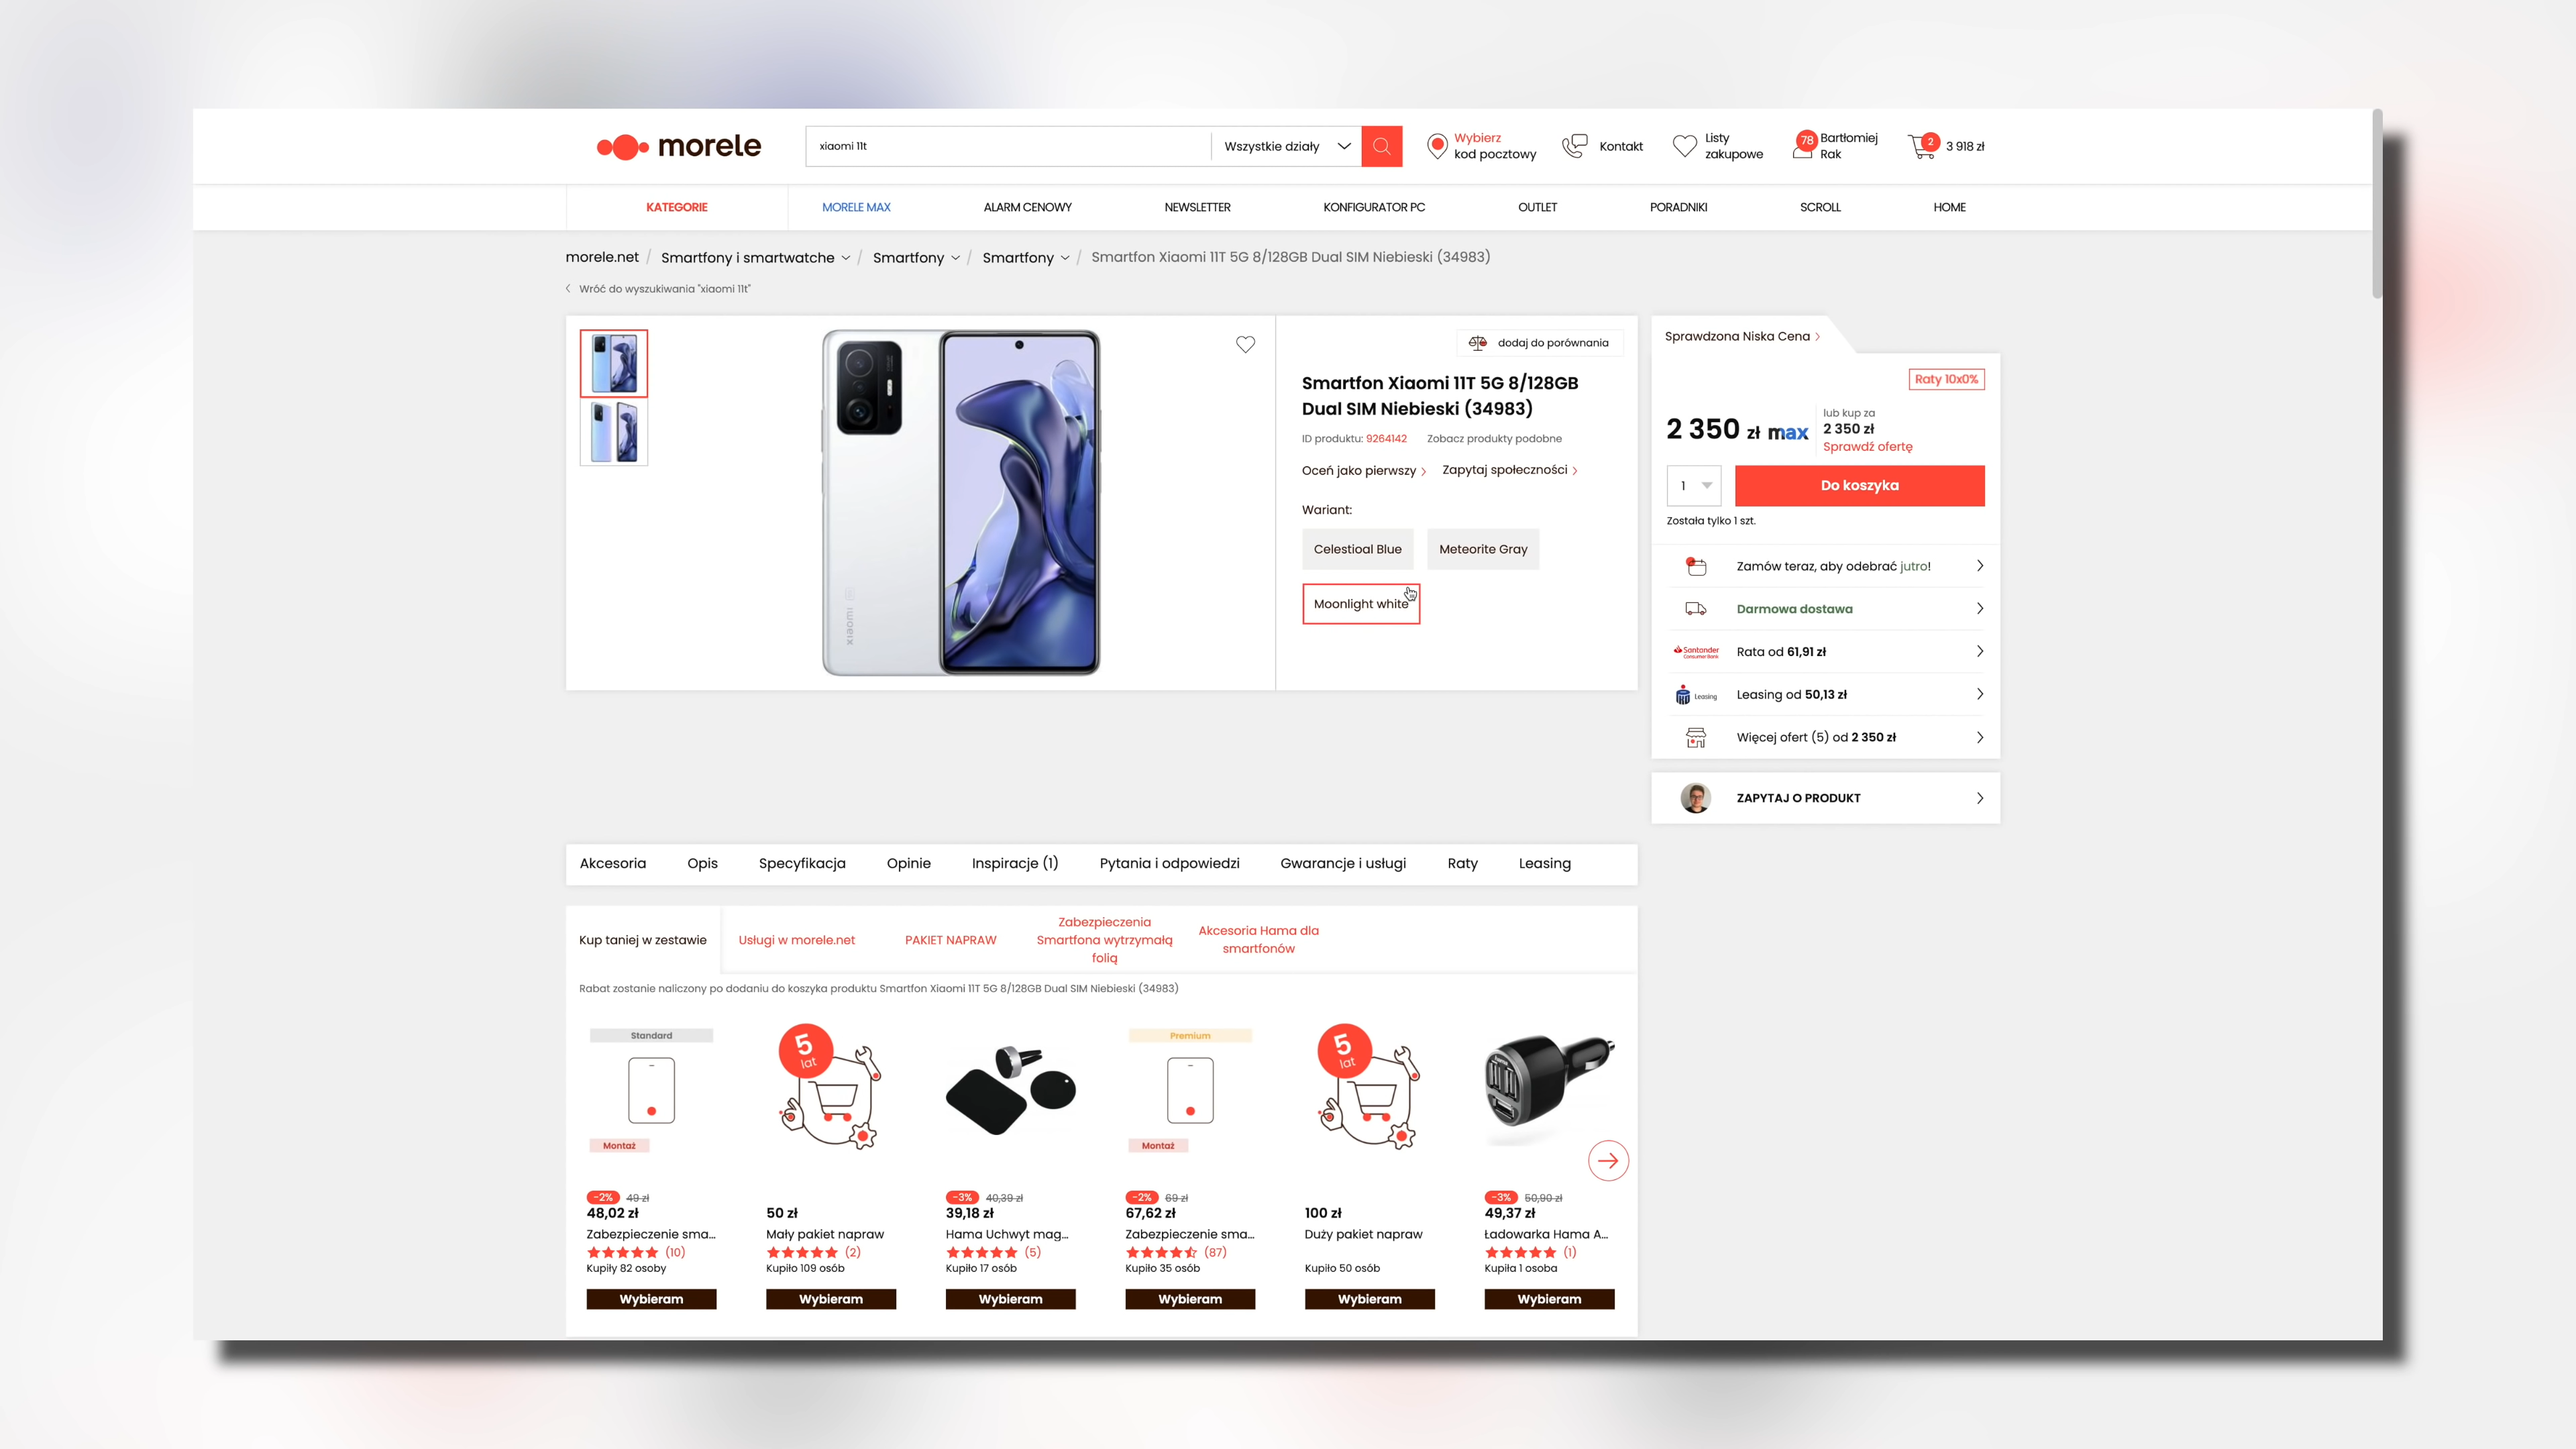 morele
xiaomi 11t
Wszystkie działy
Wybierz
kod pocztowy
Kontakt
Listy
zakupowe
78
Bartłomiej
Rak
2
3 918 zł
KATEGORIE
MORELE MAX
ALARM CENOWY
NEWSLETTER
KONFIGURATOR PC
OUTLET
PORADNIKI
SCROLL
HOME
morele.net / Smartfony i smartwatche / Smartfony / Smartfony / Smartfon Xiaomi 11T 5G 8/128GB Dual SIM Niebieski (34983)
Wróć do wyszukiwania "xiaomi 11t"
xiaomi
dodaj do porównania
Smartfon Xiaomi 11T 5G 8/128GB
Dual SIM Niebieski (34983)
ID produktu: 9264142
Zobacz produkty podobne
Oceń jako pierwszy
Zapytaj społeczności
Wariant:
Celestioal Blue
Meteorite Gray
Moonlight white
Sprawdzona Niska Cena
Raty 10x0%
2 350 zł max
lub kup za
2 350 zł
Sprawdź ofertę
1
Do koszyka
Została tylko 1 szt.
Zamów teraz, aby odebrać jutro!
Darmowa dostawa
Santander
Consumer Bank
Rata od 61,91 zł
Leasing
Leasing od 50,13 zł
Więcej ofert (5) od 2 350 zł
ZAPYTAJ O PRODUKT
Akcesoria
Opis
Specyfikacja
Opinie
Inspiracje (1)
Pytania i odpowiedzi
Gwarancje i usługi
Raty
Leasing
Kup taniej w zestawie
Usługi w morele.net
PAKIET NAPRAW
Zabezpieczenia
Smartfona wytrzymałą
folią
Akcesoria Hama dla
smartfonów
Rabat zostanie naliczony po dodaniu do koszyka produktu Smartfon Xiaomi 11T 5G 8/128GB Dual SIM Niebieski (34983)
Standard
Montaż
-2% 49 zł
48,02 zł
Zabezpieczenie sma...
(10)
Kupiły 82 osoby
Wybieram
5
lat
50 zł
Mały pakiet napraw
(2)
Kupiło 109 osób
Wybieram
-3% 40,39 zł
39,18 zł
Hama Uchwyt mag...
(5)
Kupiło 17 osób
Wybieram
Premium
Montaż
-2% 69 zł
67,62 zł
Zabezpieczenie sma...
(87)
Kupiło 35 osób
Wybieram
5
lat
100 zł
Duży pakiet napraw
Kupiło 50 osób
Wybieram
-3% 50,90 zł
49,37 zł
Ładowarka Hama A...
(1)
Kupiła 1 osoba
Wybieram